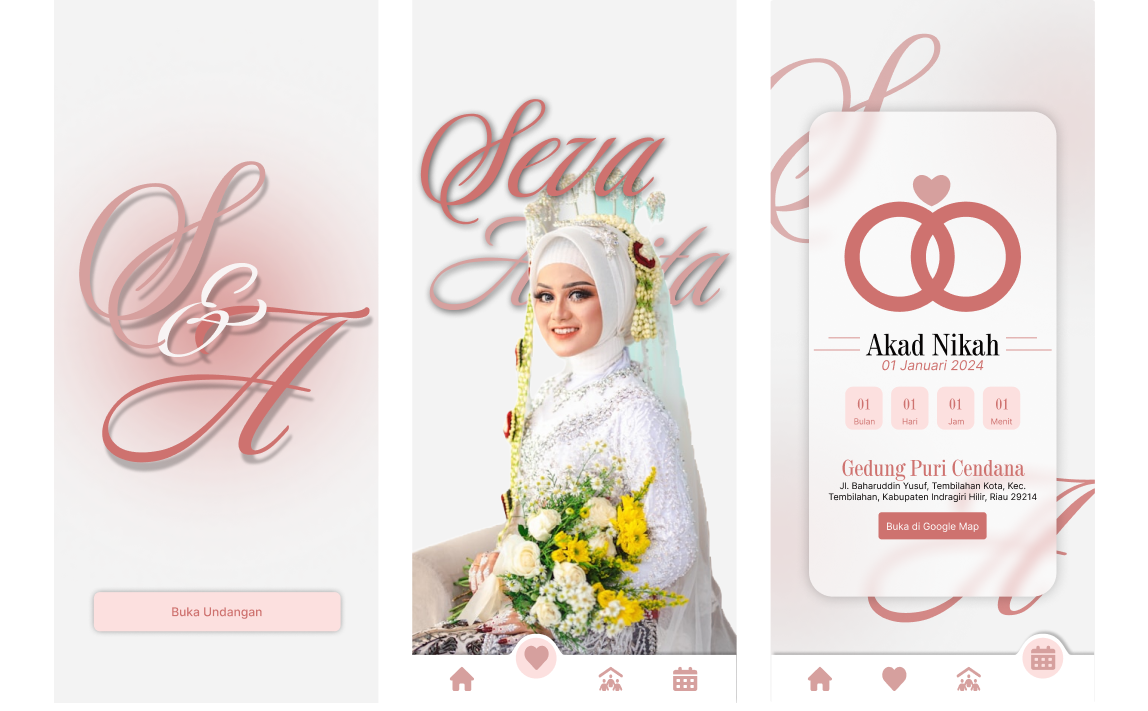 S
&
A
Buka Undangan
Seva
Akad Nikah
01 Januari 2024
01 01 01 01
Bulan Hari Jam Menit
Gedung Puri Cendana
Jl. Baharuddin Yusuf, Tembilahan Kota, Kec.
Tembilahan, Kabupaten Indragiri Hilir, Riau 29214
Buka di Google Map
S
A